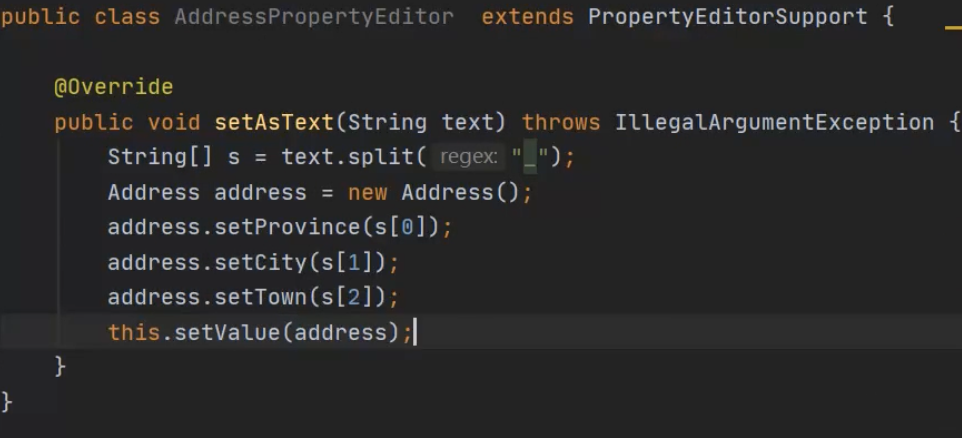 public class AddressPropertyEditor  extends PropertyEditorSupport {
@Override
public void setAsText(String text) throws IllegalArgumentException {
String[] s = text.split( regex: "_");
Address address = new Address();
address.setProvince(s[0]);
address.setCity(s[1]);
address.setTown(s[2]);
this.setValue(address);
}
}